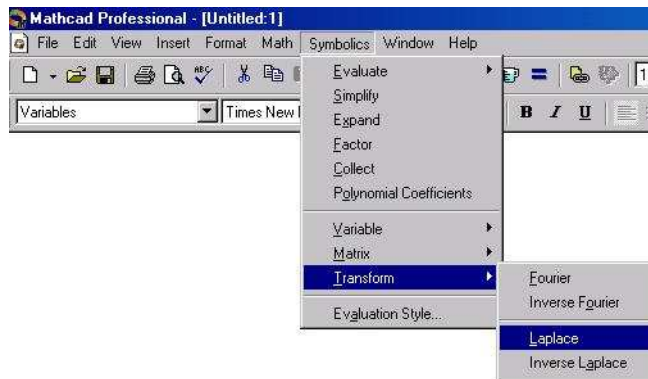 Mathcad Professional - [Untitled:1]
File Edit View Insert Format Math Symbolics Window Help
Variables Times New B I U
Evaluate
Simplify
Expand
Factor
Collect
Polynomial Coefficients
Variable
Matrix
Transform
Evaluation Style...
Fourier
Inverse Fourier
Laplace
Inverse Laplace